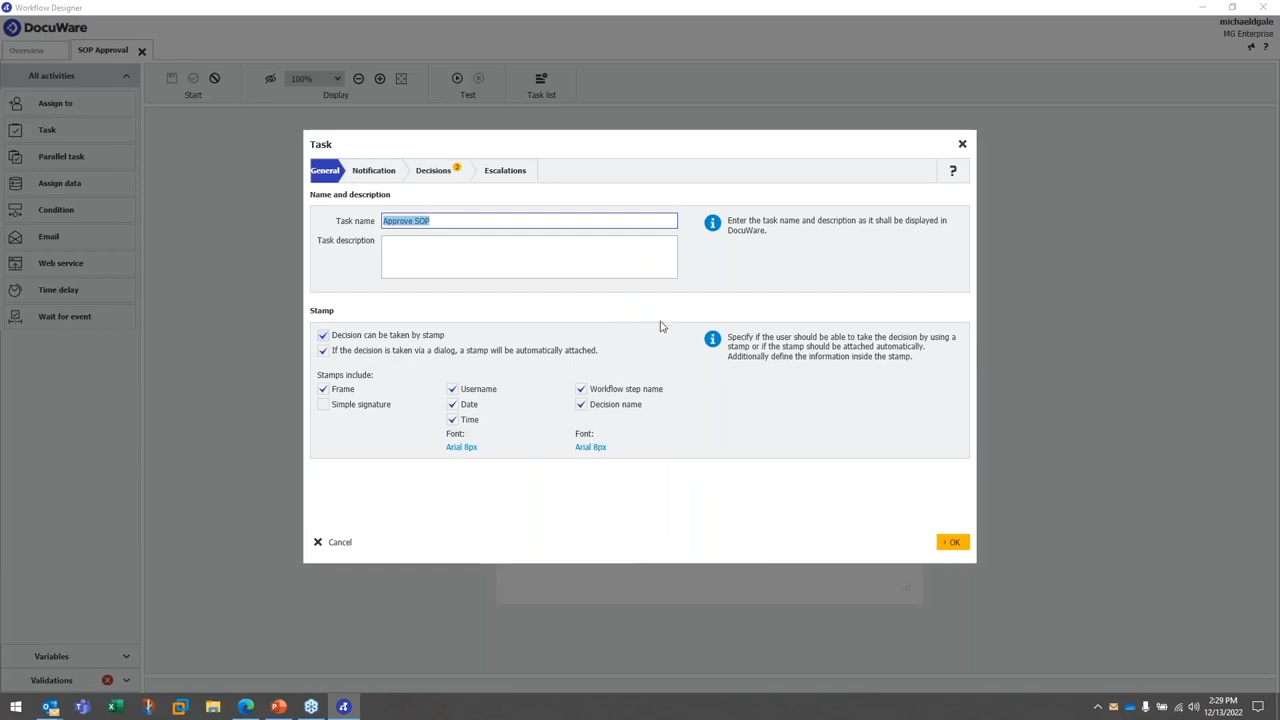 Workflow Designer
DocuWare
michaeldgale
MG Enterprise
Overview
SOP Approval
?
All activities
Assign to
Task
Parallel task
Assign data
Condition
Email
Web service
Time delay
Wait for event
Variables
Validations
100%
Start
Display
Test
Task list
Task
General
Notification
Decisions 2
Escalations
?
Name and description
Task name
Approve SOP
Task description
Enter the task name and description as it shall be displayed in
DocuWare.
Stamp
Decision can be taken by stamp
If the decision is taken via a dialog, a stamp will be automatically attached.
Specify if the user should be able to take the decision by using a
stamp or if the stamp should be attached automatically.
Additionally define the information inside the stamp.
Stamps include:
Frame
Username
Workflow step name
Simple signature
Date
Decision name
Time
Font:
Font:
Arial 8px
Arial 8px
Cancel
› OK
2:29 PM
12/13/2022